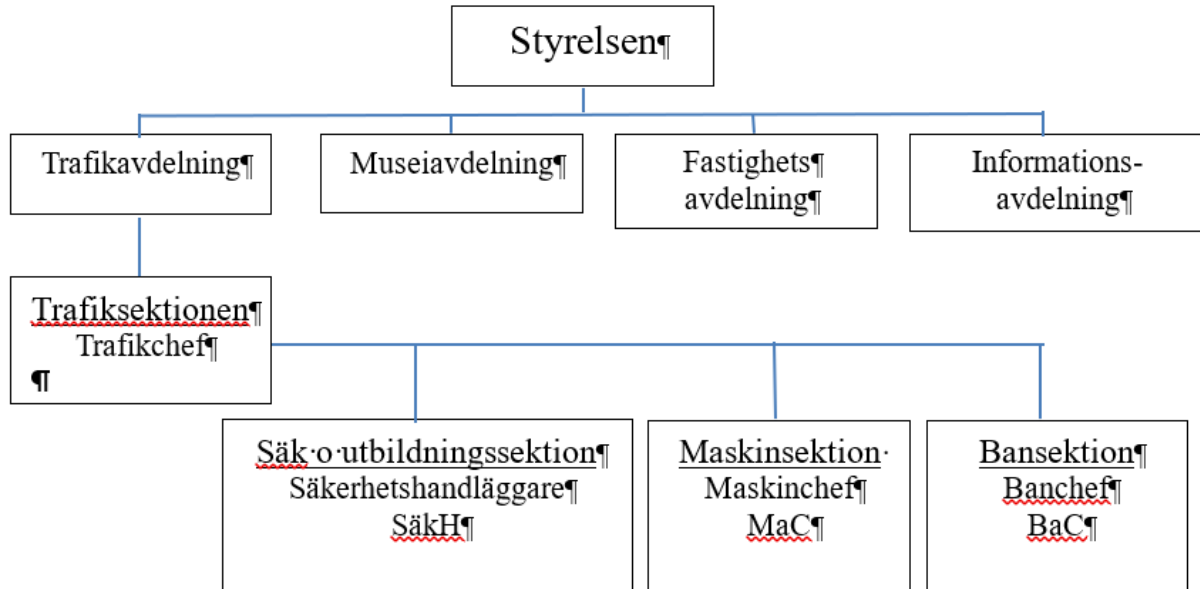 Styrelsen¶
Trafikavdelning¶
Museiavdelning¶
Fastighets¶
avdelning¶
Informations-
avdelning¶
Trafiksektionen¶
Trafikchef¶
¶
Säk·o·utbildningssektion¶
Säkerhetshandläggare¶
SäkH¶
Maskinsektion·
Maskinchef¶
MaC¶
Bansektion¶
Banchef¶
BaC¶